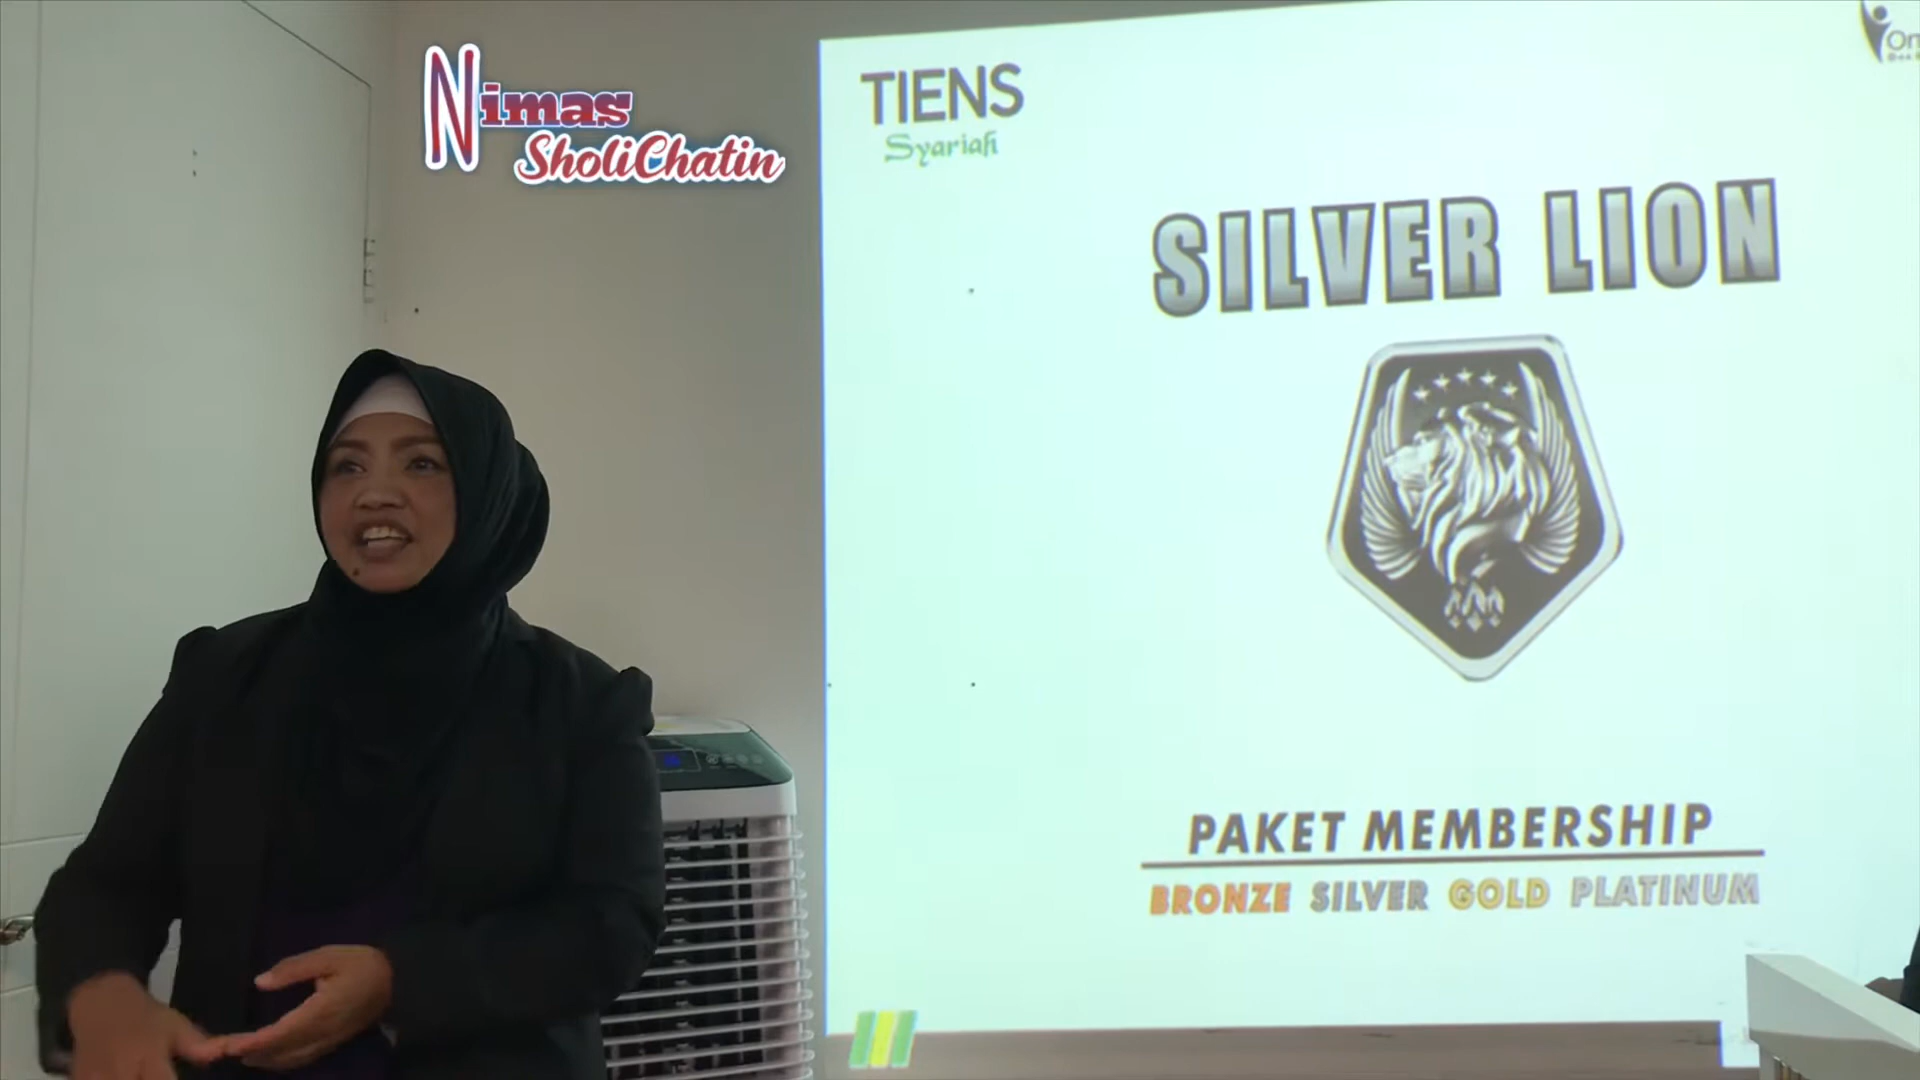 Nimas
SholiChatin
TIENS
Syariah
SILVER LION
PAKET MEMBERSHIP
BRONZE SILVER GOLD PLATINUM